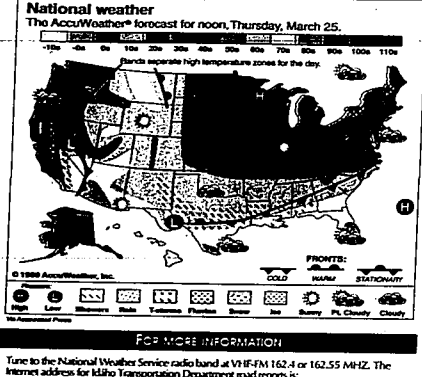 National weather
The AccuWeather® forecast for noon, Thursday, March 25.
-10s -0s 0s 10s 20s 30s 40s 50s 60s 70s 80s 90s 100s 110s
Bands separate high temperature zones for the day.
H
L
H
FRONTS:
COLD WARM STATIONARY
© 1999 AccuWeather, Inc.
Pressure
H L
High Low Showers Rain T-storms Flurries Snow Ice Sunny Pt. Cloudy Cloudy
Via Associated Press
FOR MORE INFORMATION
Tune to the National Weather Service radio band at VHF-FM 162.4 or 162.55 MHZ. The
Internet address for Idaho Transportation Department road reports is: